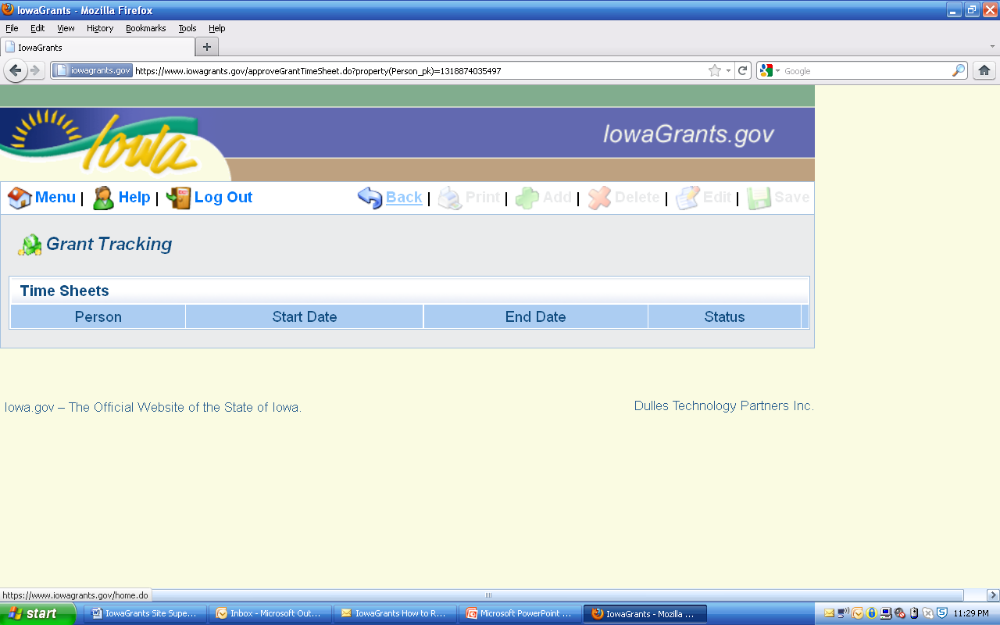 IowaGrants - Mozilla Firefox
File Edit View History Bookmarks Tools Help
IowaGrants
iowagrants.gov https://www.iowagrants.gov/approveGrantTimeSheet.do?property(Person_pk)=1318874035497 Google
Iowa
IowaGrants.gov
Menu | Help | Log Out Back | Print | Add | Delete | Edit | Save
Grant Tracking
Time Sheets
Person Start Date End Date Status
Iowa.gov – The Official Website of the State of Iowa. Dulles Technology Partners Inc.
https://www.iowagrants.gov/home.do
start IowaGrants Site Supe... Inbox - Microsoft Out... IowaGrants How to R... Microsoft PowerPoint ... IowaGrants - Mozilla ... 11:29 PM